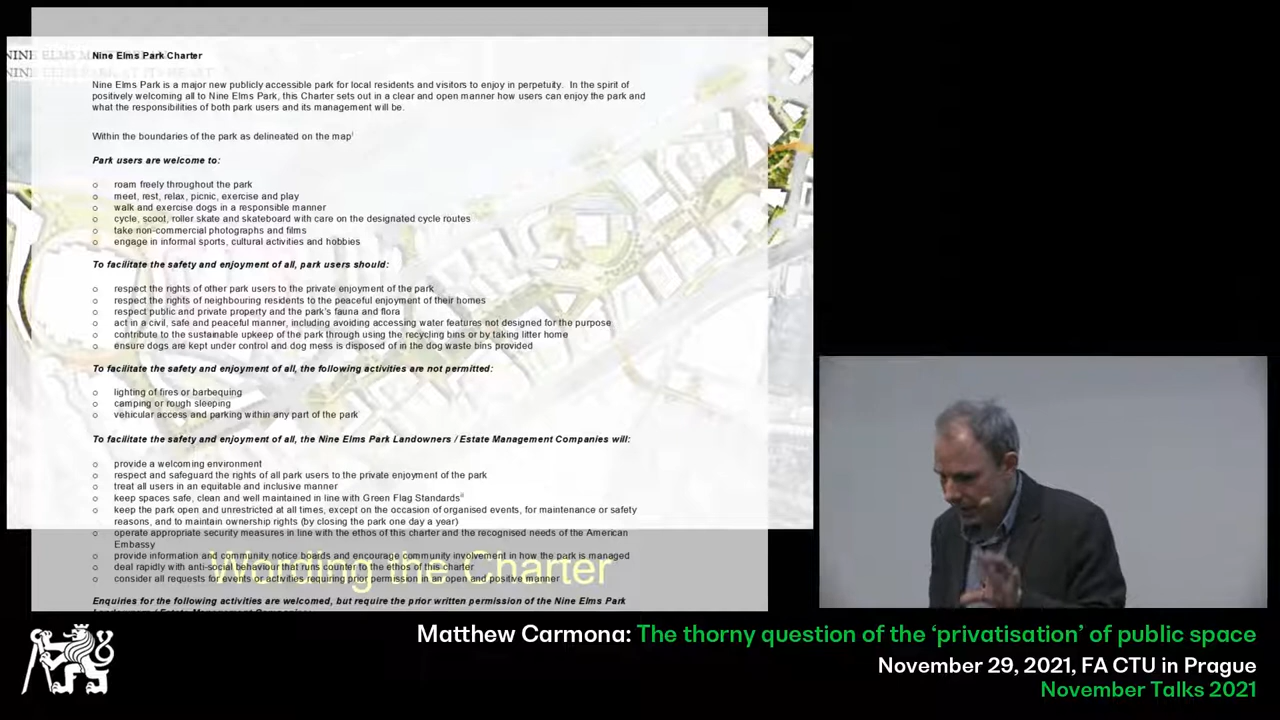 NINE ELMS M
Nine Elms Park Charter
Nine Elms Park is a major new publicly accessible park for local residents and visitors to enjoy in perpetuity. In the spirit of
positively welcoming all to Nine Elms Park, this Charter sets out in a clear and open manner how users can enjoy the park and
what the responsibilities of both park users and its management will be.
Within the boundaries of the park as delineated on the map
Park users are welcome to:
o roam freely throughout the park
o meet, rest, relax, picnic, exercise and play
o walk and exercise dogs in a responsible manner
o cycle, scoot, roller skate and skateboard with care on the designated cycle routes
o take non-commercial photographs and films
o engage in informal sports, cultural activities and hobbies
To facilitate the safety and enjoyment of all, park users should:
o respect the rights of other park users to the private enjoyment of the park
o respect the rights of neighbouring residents to the peaceful enjoyment of their homes
o respect public and private property and the park's fauna and flora
o act in a civil, safe and peaceful manner, including avoiding accessing water features not designed for the purpose
o contribute to the sustainable upkeep of the park through using the recycling bins or by taking litter home
o ensure dogs are kept under control and dog mess is disposed of in the dog waste bins provided
To facilitate the safety and enjoyment of all, the following activities are not permitted:
o lighting of fires or barbequing
o camping or rough sleeping
o vehicular access and parking within any part of the park
To facilitate the safety and enjoyment of all, the Nine Elms Park Landowners / Estate Management Companies will:
o provide a welcoming environment
o respect and safeguard the rights of all park users to the private enjoyment of the park
o treat all users in an equitable and inclusive manner
o keep spaces safe, clean and well maintained in line with Green Flag Standards
o keep the park open and unrestricted at all times, except on the occasion of organised events, for maintenance or safety
reasons, and to maintain ownership rights (by closing the park one day a year)
o operate appropriate security measures in line with the ethos of this charter and the recognised needs of the American
Embassy
o provide information and community notice boards and encourage community involvement in how the park is managed
o deal rapidly with anti-social behaviour that runs counter to the ethos of this charter
o consider all requests for events or activities requiring prior permission in an open and positive manner
Wording the Charter
Enquiries for the following activities are welcomed, but require the prior written permission of the Nine Elms Park
Matthew Carmona: The thorny question of the ‘privatisation’ of public space
November 29, 2021, FA CTU in Prague
November Talks 2021